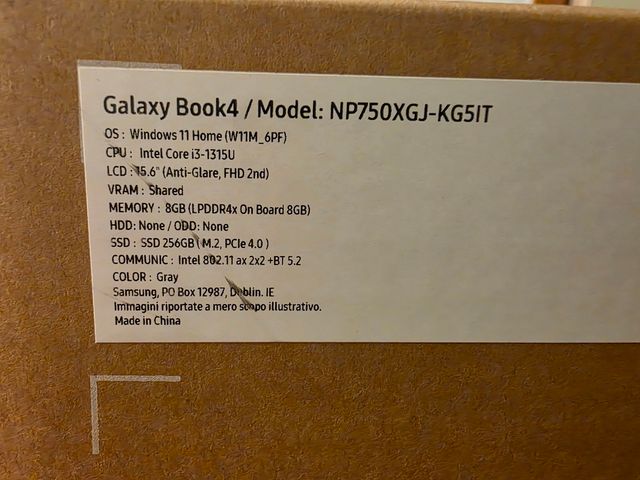 Galaxy Book4 / Model: NP750XGJ-KG5IT
OS : Windows 11 Home (W11M_6PF)
CPU : Intel Core i3-1315U
LCD : 15.6" (Anti-Glare, FHD 2nd)
VRAM : Shared
MEMORY : 8GB (LPDDR4x On Board 8GB)
HDD: None / ODD: None
SSD : SSD 256GB ( M.2, PCIe 4.0 )
COMMUNIC : Intel 802.11 ax 2x2 +BT 5.2
COLOR : Gray
Samsung, PO Box 12987, Dublin. IE
Immagini riportate a mero scopo illustrativo.
Made in China